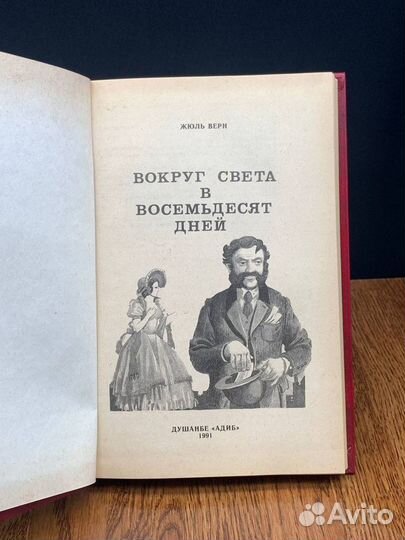 ЖЮЛЬ ВЕРН
ВОКРУГ СВЕТА
В
ВОСЕМЬДЕСЯТ
ДНЕЙ
ДУШАНБЕ «АДИБ»
1991
Avito